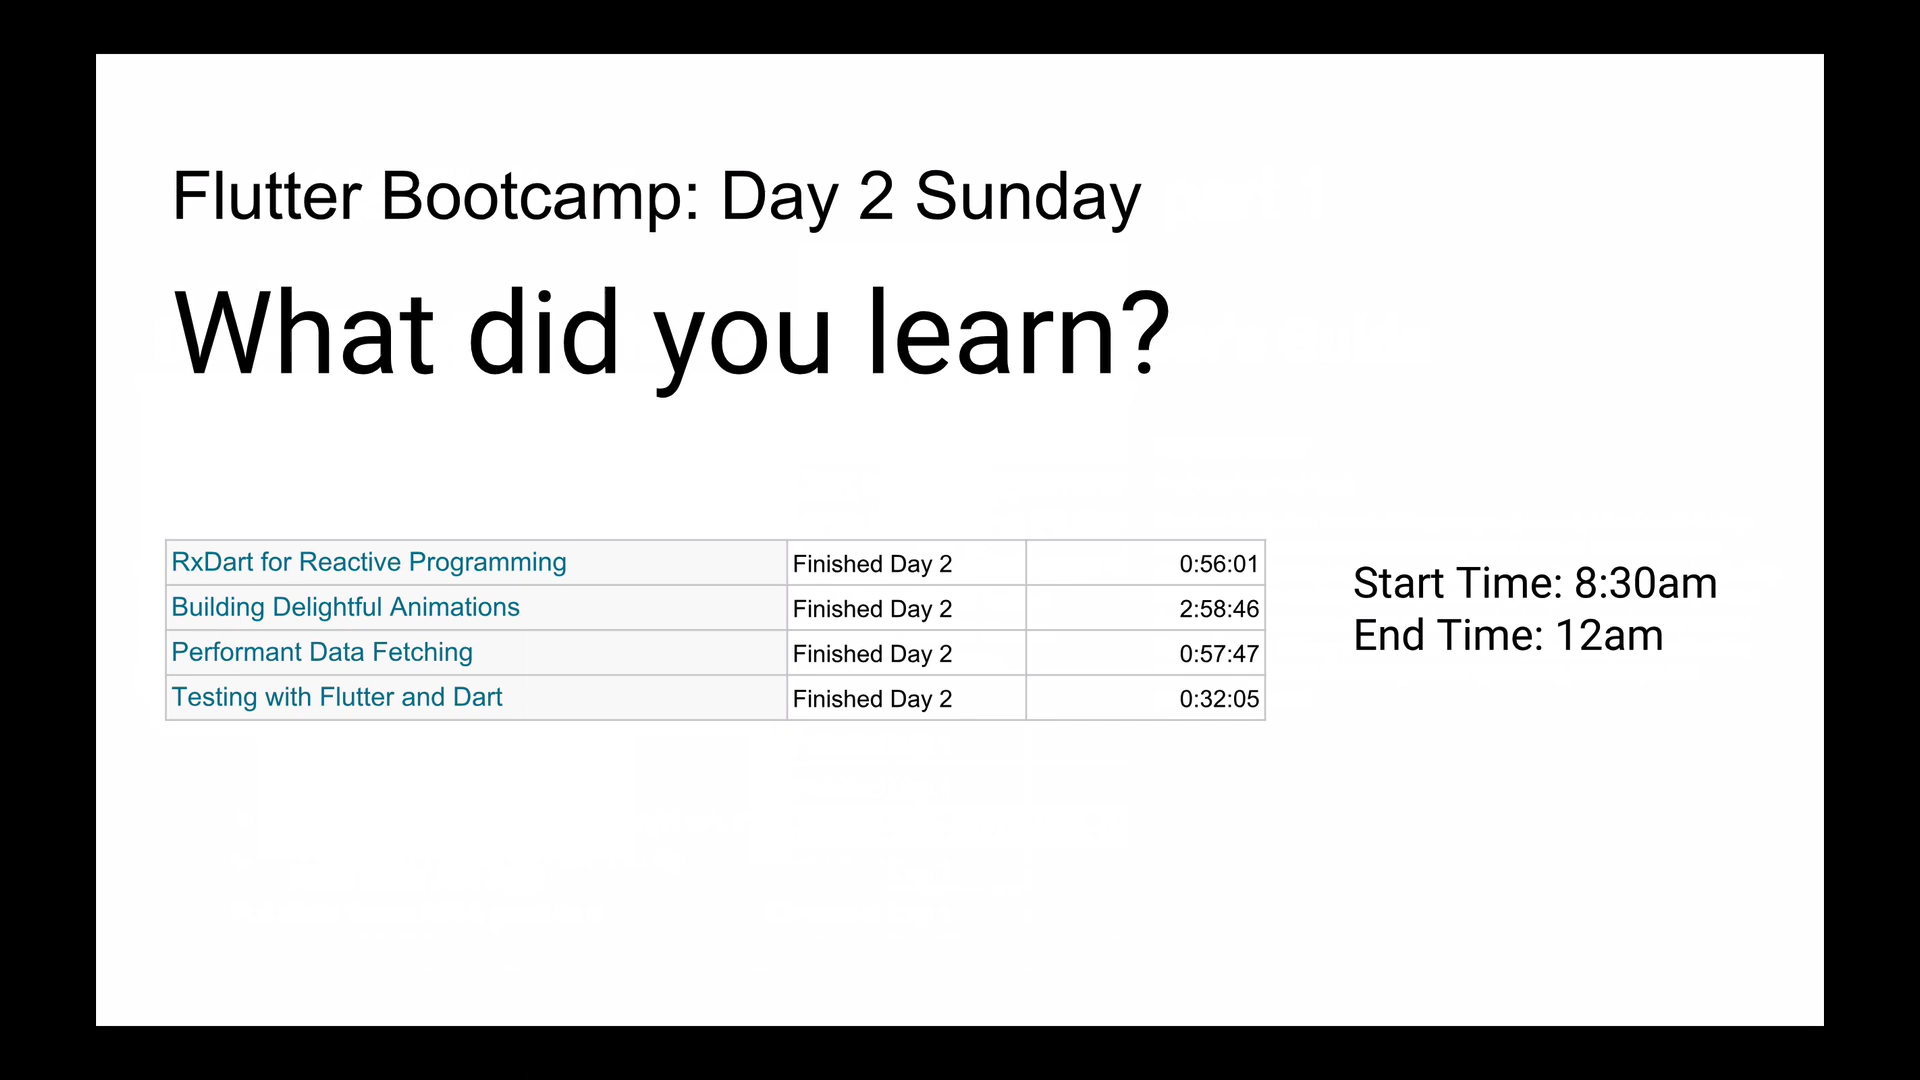 Flutter Bootcamp: Day 2 Sunday
What did you learn?
RxDart for Reactive Programming Finished Day 2 0:56:01
Building Delightful Animations Finished Day 2 2:58:46
Performant Data Fetching Finished Day 2 0:57:47
Testing with Flutter and Dart Finished Day 2 0:32:05
Start Time: 8:30am
End Time: 12am